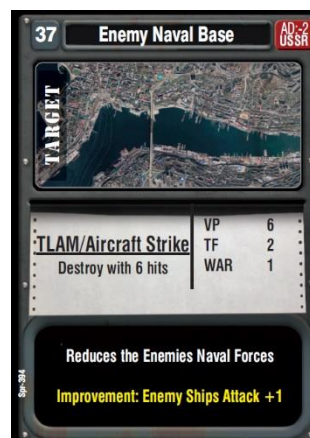 37
Enemy Naval Base
AD:-2
USSR
TARGET
TLAM/Aircraft Strike
Destroy with 6 hits
VP 6
TF 2
WAR 1
Reduces the Enemies Naval Forces
Improvement: Enemy Ships Attack +1
Spr-394